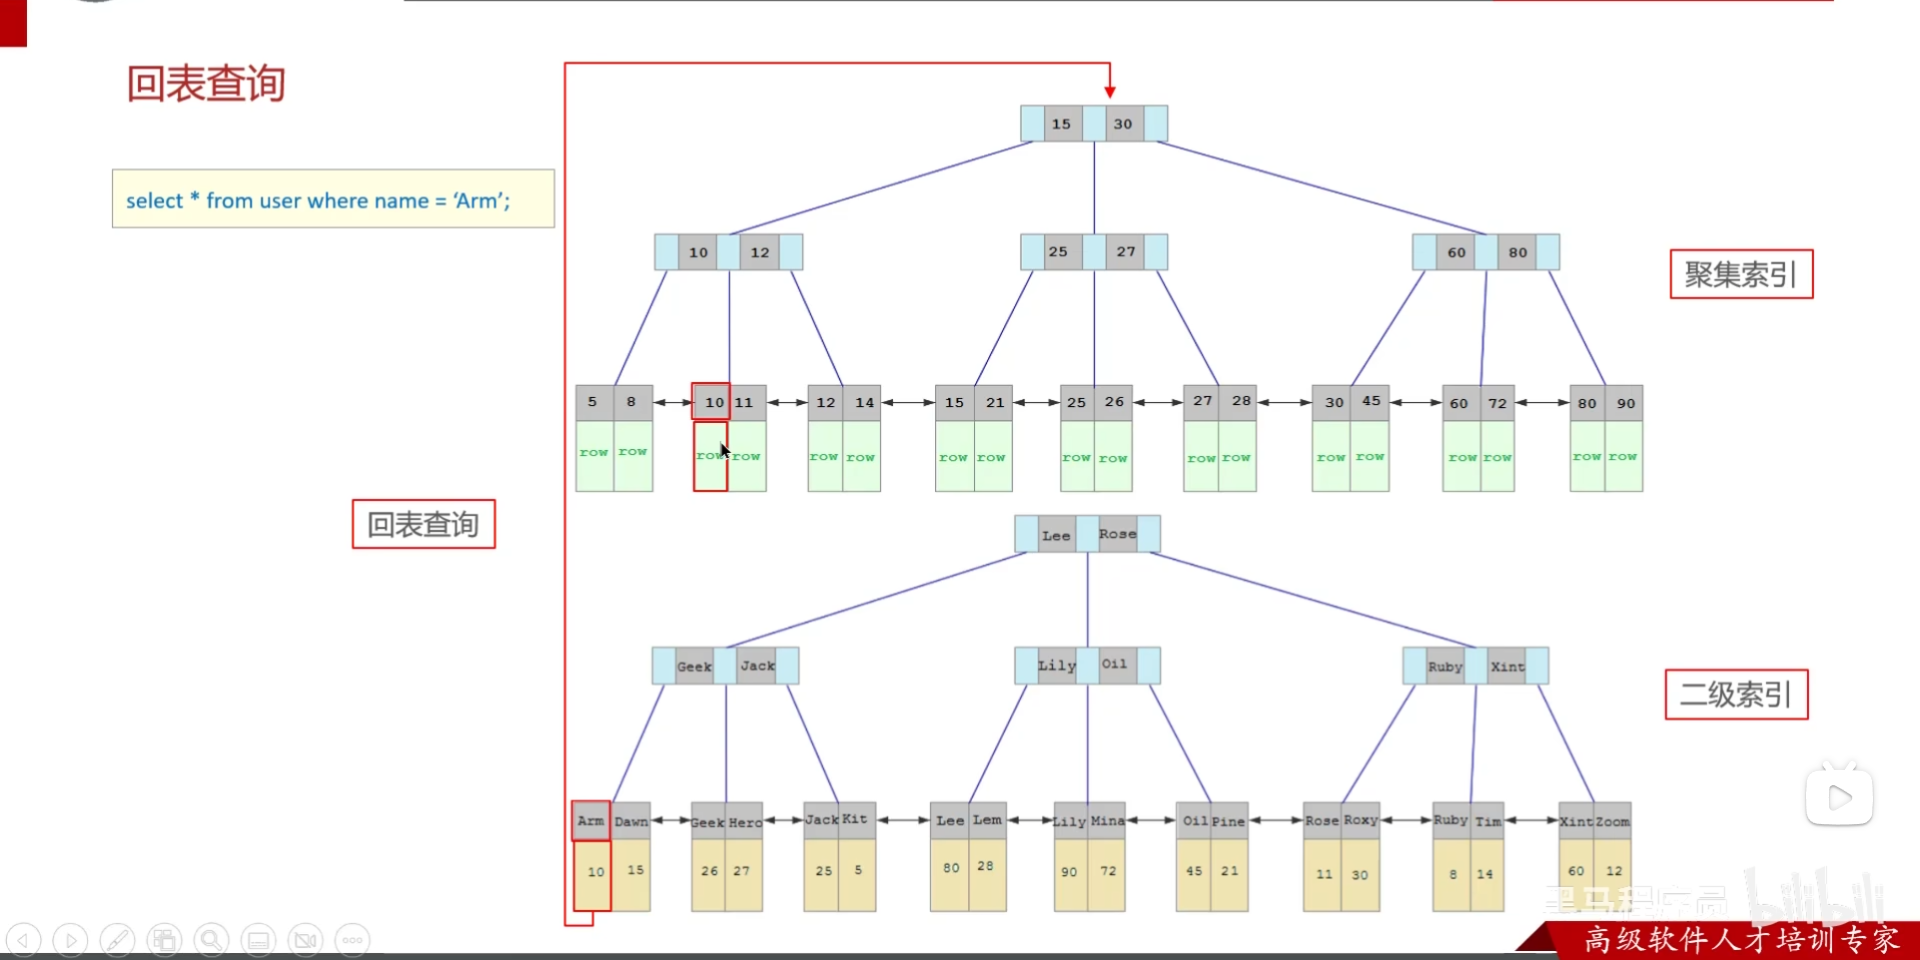 回表查询
select * from user where name = ‘Arm’;
15 30
10 12 25 27 60 80
聚集索引
5 8 10 11 12 14 15 21 25 26 27 28 30 45 60 72 80 90
row row row row row row row row row row row row row row row row row row
回表查询
Lee Rose
Geek Jack Lily Oil Ruby Xint
二级索引
Arm Dawn Geek Hero Jack Kit Lee Lem Lily Mina Oil Pine Rose Roxy Ruby Tim Xint Zoom
10 15 26 27 25 5 80 28 90 72 45 21 11 30 8 14 60 12
黑马程序员 bilibili
高级软件人才培训专家